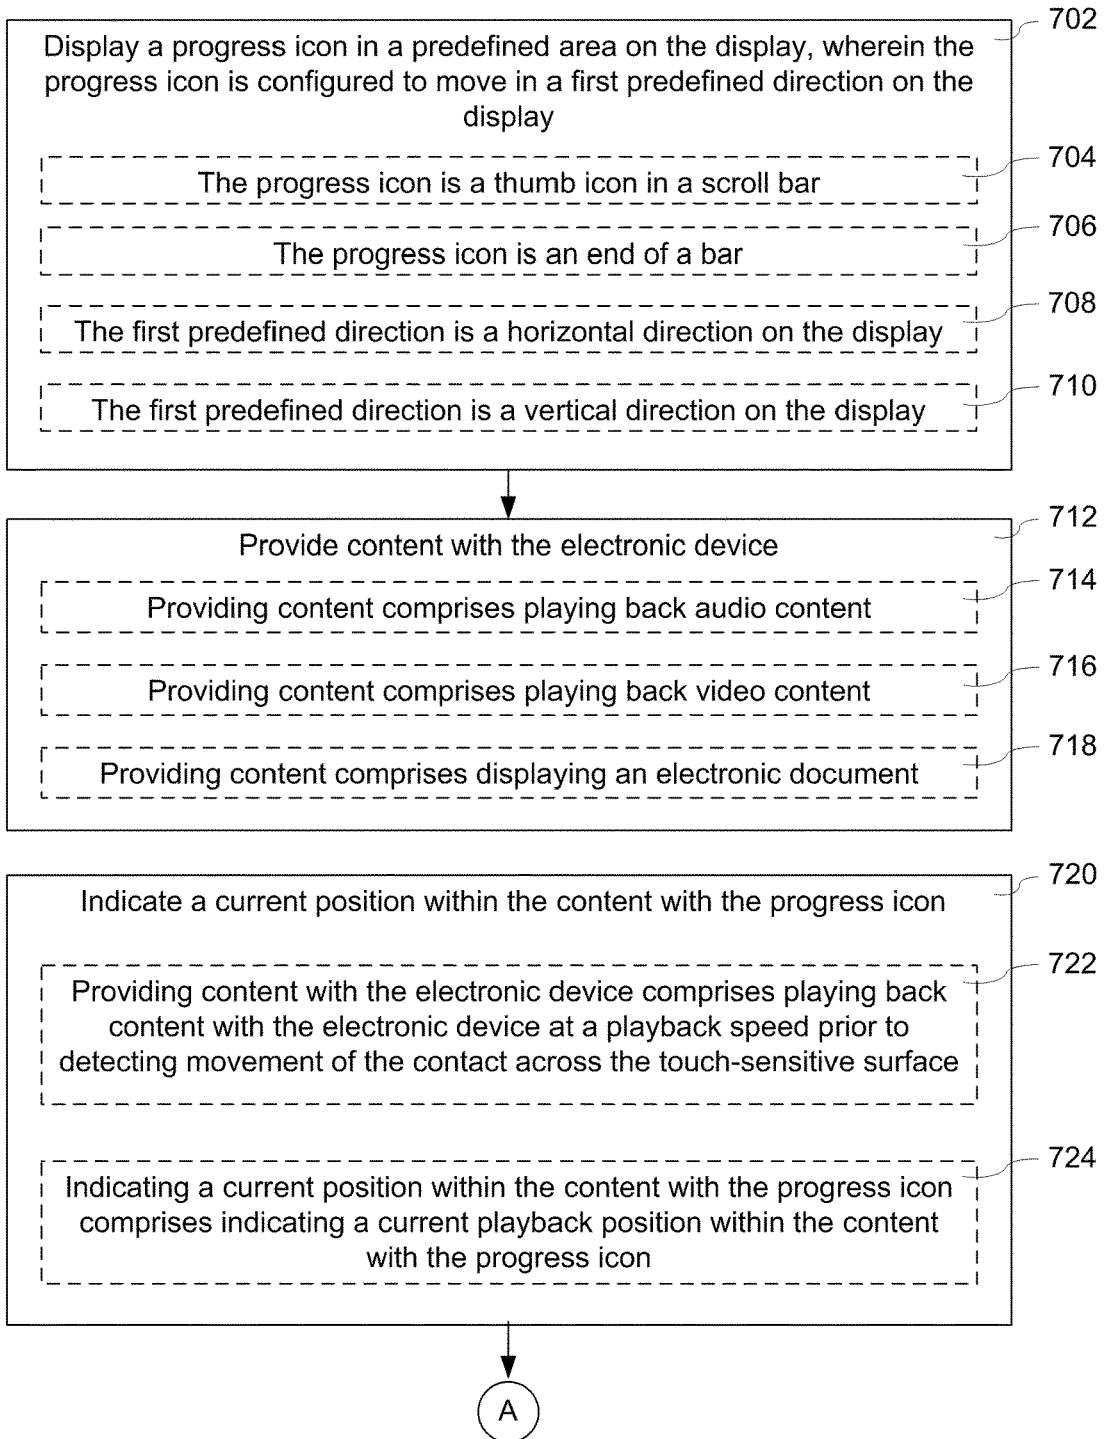 702
Display a progress icon in a predefined area on the display, wherein the
progress icon is configured to move in a first predefined direction on the
display
704
The progress icon is a thumb icon in a scroll bar
706
The progress icon is an end of a bar
708
The first predefined direction is a horizontal direction on the display
710
The first predefined direction is a vertical direction on the display
712
Provide content with the electronic device
714
Providing content comprises playing back audio content
716
Providing content comprises playing back video content
718
Providing content comprises displaying an electronic document
720
Indicate a current position within the content with the progress icon
722
Providing content with the electronic device comprises playing back
content with the electronic device at a playback speed prior to
detecting movement of the contact across the touch-sensitive surface
724
Indicating a current position within the content with the progress icon
comprises indicating a current playback position within the content
with the progress icon
A